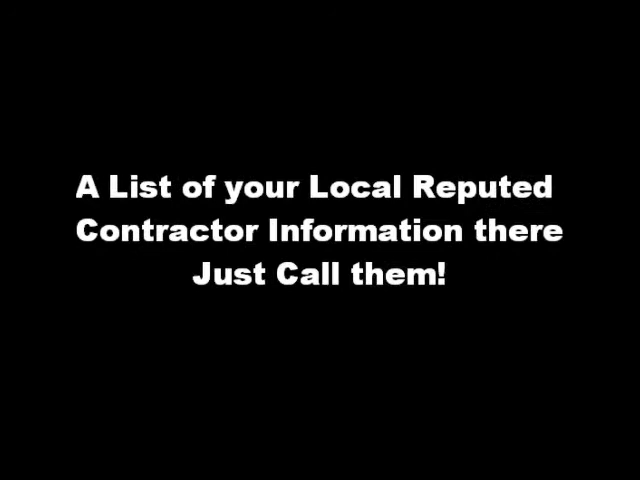 A List of your Local Reputed
Contractor Information there
Just Call them!